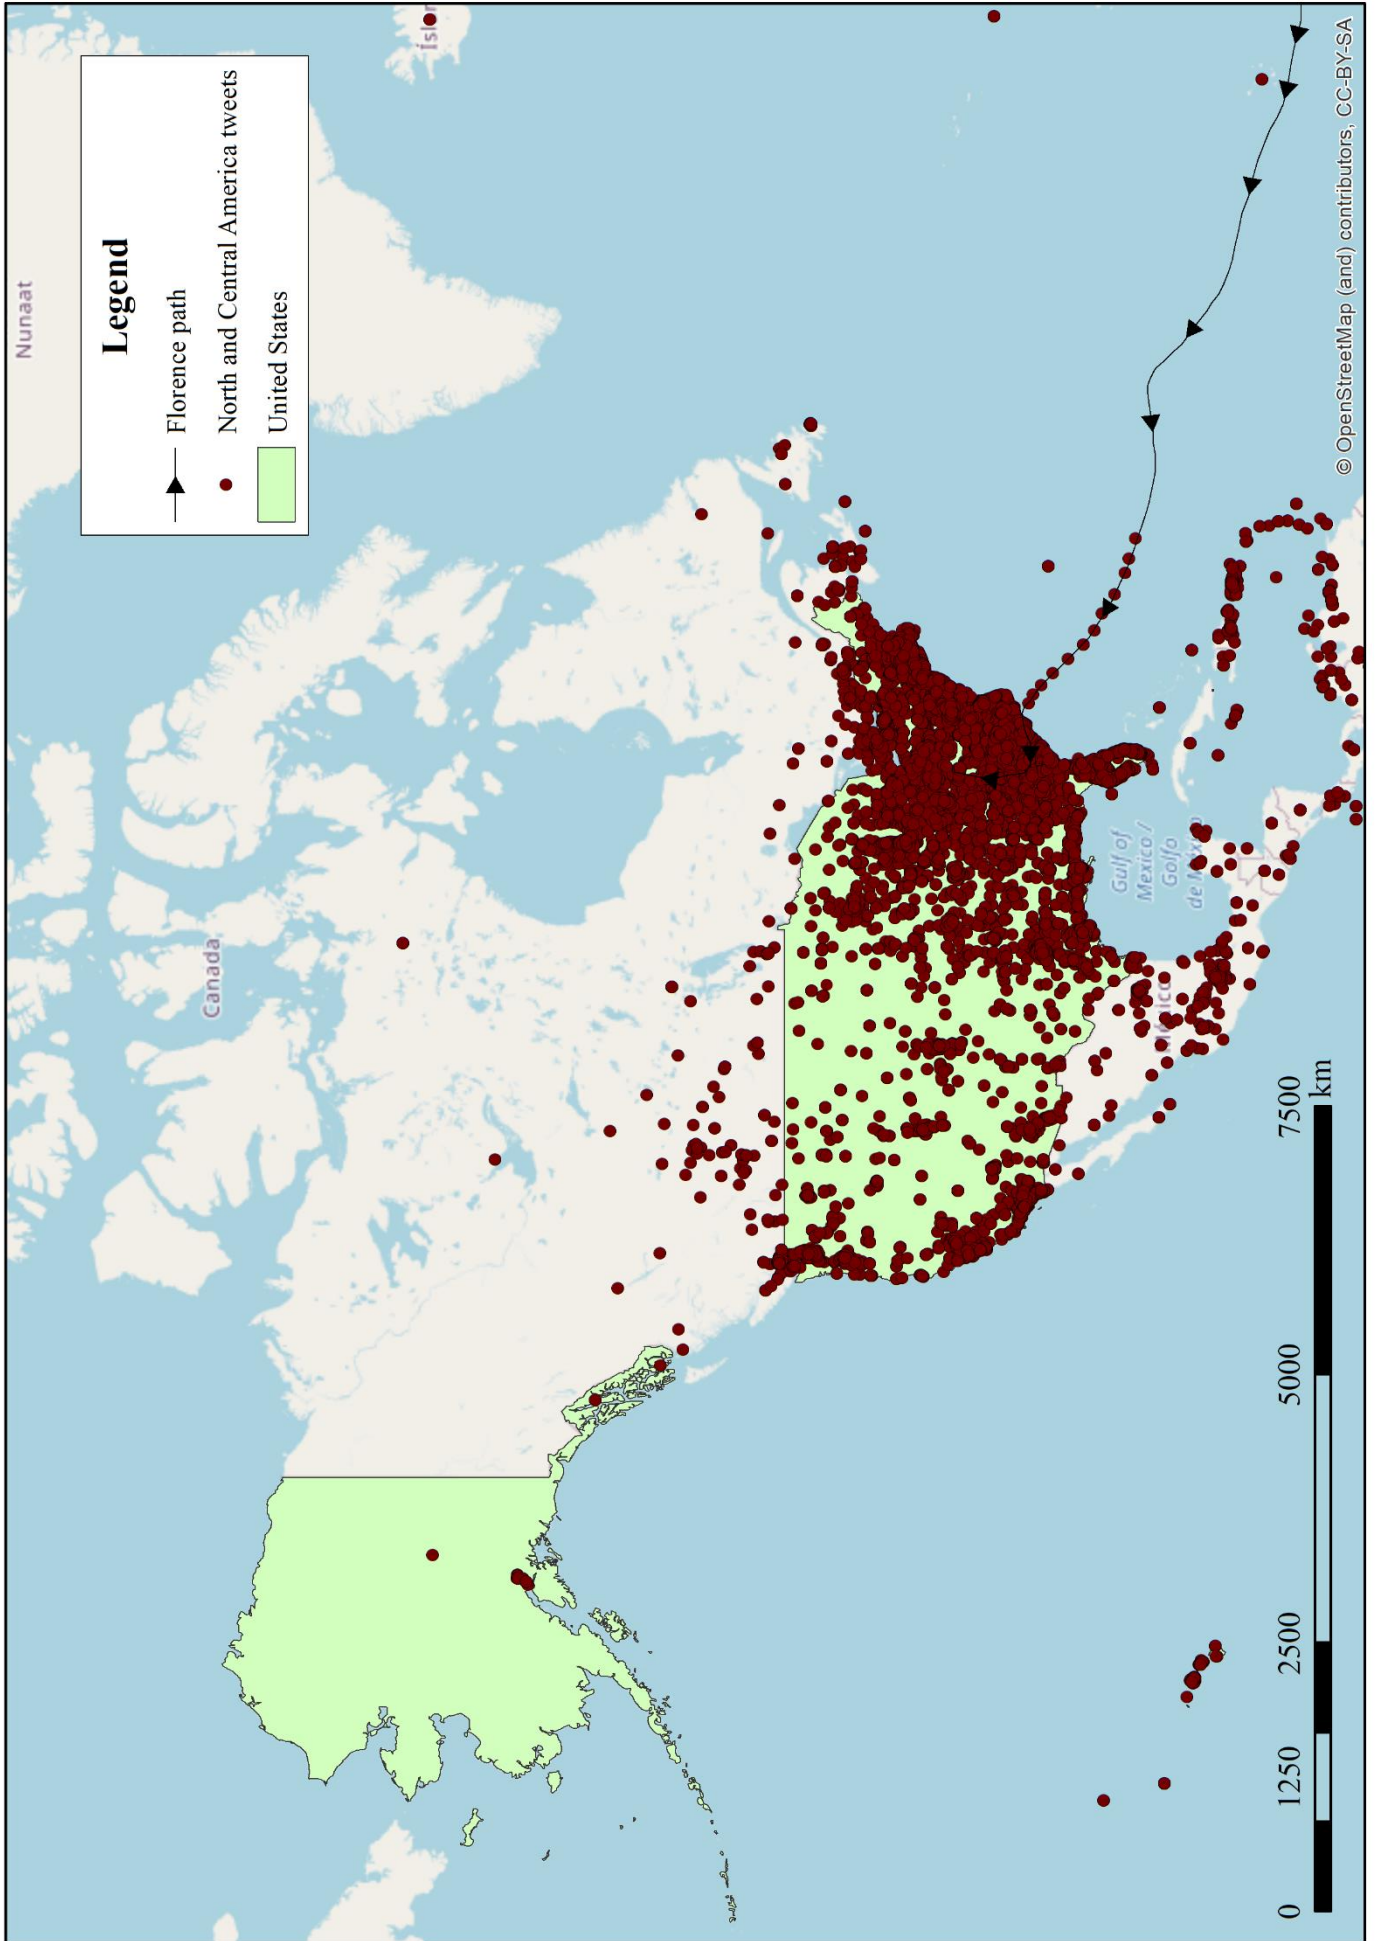 Nunaat
Ísl
Legend
Florence path
North and Central America tweets
United States
Canada
Gulf of
Mexico /
Golfo
de México
México
0 1250 2500 5000 7500
km
© OpenStreetMap (and) contributors, CC-BY-SA